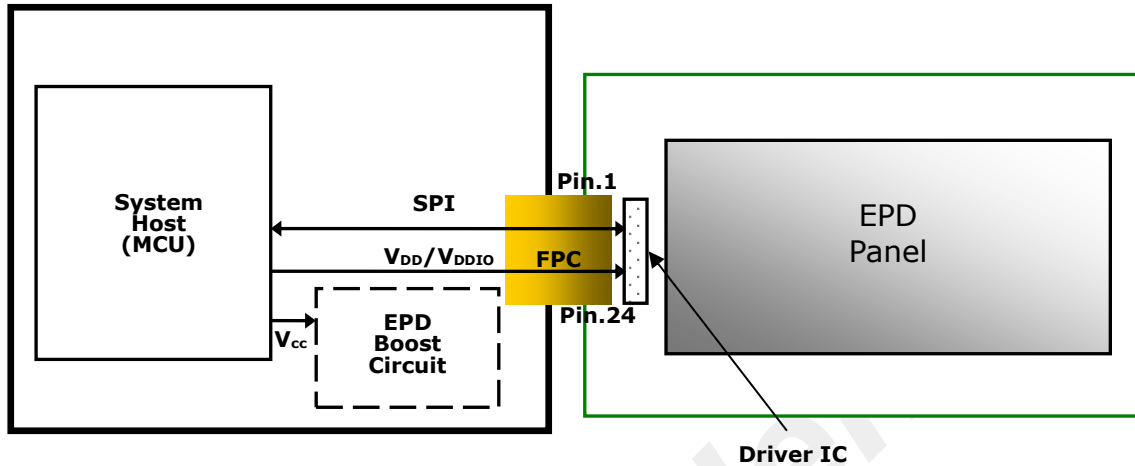 System
Host
(MCU)
SPI
VDD/VDDIO
Vcc
EPD
Boost
Circuit
Pin.1
FPC
Pin.24
EPD
Panel
Driver IC